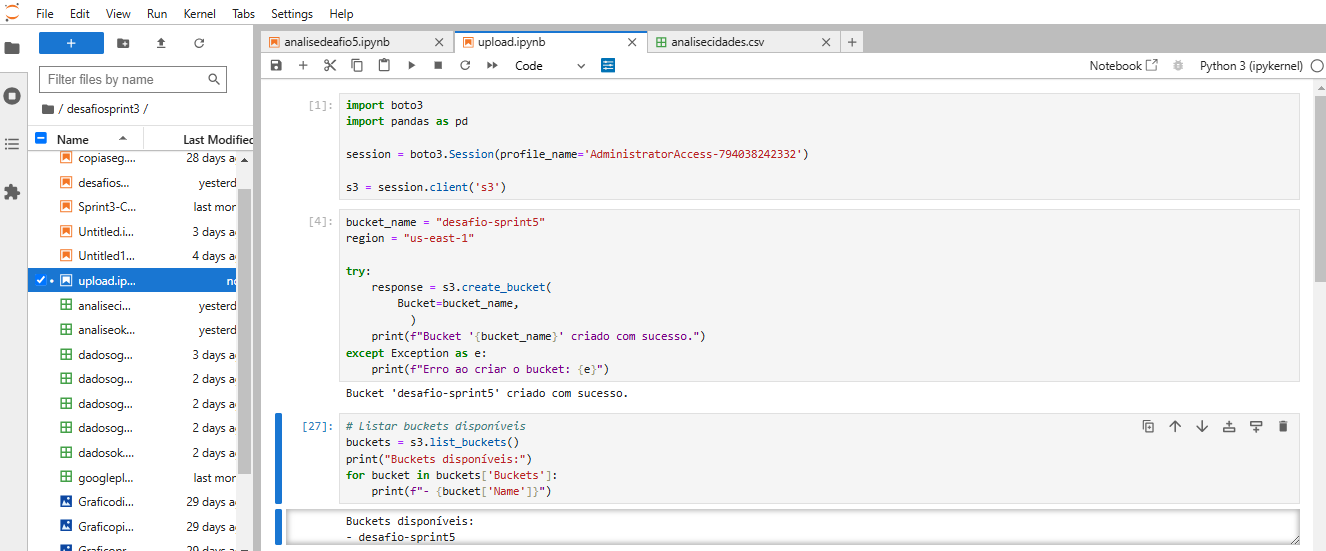 File Edit View Run Kernel Tabs Settings Help
+
Filter files by name
/ desafiosprint3 /
Name Last Modified
copiaseg... 28 days a
desafios... yesterd
Sprint3-C... last mor
Untitled.i... 3 days a
Untitled1... 4 days a
upload.ip... no
analiseci... yesterd
analiseok... yesterd
dadosog... 3 days a
dadosog... 2 days a
dadosog... 2 days a
dadosog... 2 days a
dadosok.... 2 days a
googlepl... last mor
Graficodi... 29 days a
Graficopi... 29 days a
Graficopr... 29 days a
analisedeafio5.ipynb
upload.ipynb
analisecidades.csv
+
Code
Notebook
Python 3 (ipykernel)
[1]:
import boto3
import pandas as pd
session = boto3.Session(profile_name='AdministratorAccess-794038242332')
s3 = session.client('s3')
[4]:
bucket_name = "desafio-sprint5"
region = "us-east-1"
try:
response = s3.create_bucket(
Bucket=bucket_name,
)
print(f"Bucket '{bucket_name}' criado com sucesso.")
except Exception as e:
print(f"Erro ao criar o bucket: {e}")
Bucket 'desafio-sprint5' criado com sucesso.
[27]:
# Listar buckets disponíveis
buckets = s3.list_buckets()
print("Buckets disponíveis:")
for bucket in buckets['Buckets']:
print(f"- {bucket['Name']}")
Buckets disponíveis:
- desafio-sprint5